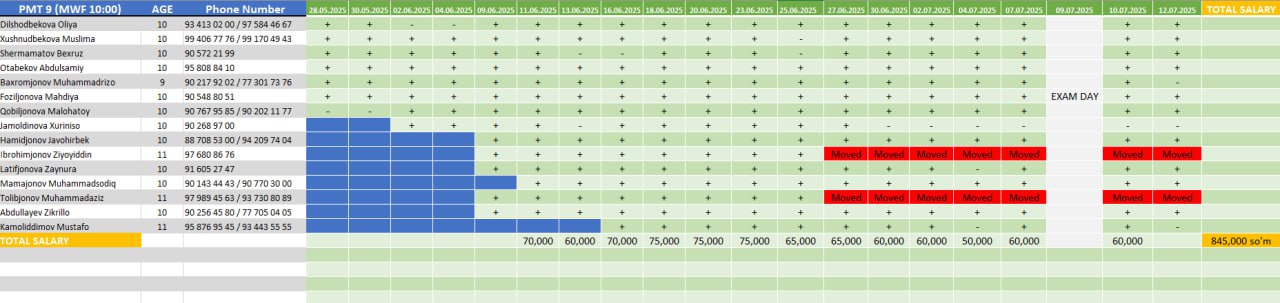 PMT 9 (MWF 10:00) AGE Phone Number 28.05.2025 30.05.2025 02.06.2025 04.06.2025 09.06.2025 11.06.2025 13.06.2025 16.06.2025 18.06.2025 20.06.2025 23.06.2025 25.06.2025 27.06.2025 30.06.2025 02.07.2025 04.07.2025 07.07.2025 09.07.2025 10.07.2025 12.07.2025 TOTAL SALARY
Dilshodbekova Oliya 10 93 413 02 00 / 97 584 46 67 + + - - + + + + + + + + + + + + + + +
Xushnudbekova Muslima 10 99 406 77 76 / 99 170 49 43 + + + + + + + + + + + - + + + + + + +
Shermamatov Bexruz 10 90 572 21 99 + + + + + + - - + + + - + + + + + + +
Otabekov Abdulsamiy 10 95 808 84 10 + + + + + + + + + + + + + + + + + + +
Baxromjonov Muhammadrizo 9 90 217 92 02 / 77 301 73 76 + + + + + + + + + + + + + + + + + + -
Foziljonova Mahdiya 10 90 548 80 51 + + + + + + + + + + + + + + + + + EXAM DAY + +
Qobiljonova Malohatoy 10 90 767 95 85 / 90 202 11 77 - - + + + + + + + + + + + + + + + + +
Jamoldinova Xuriniso 10 90 268 97 00 + + + + - + + + + + + - - - - - -
Hamidjonov Javohirbek 10 88 708 53 00 / 94 209 74 04 + + + + + + + + + + + + + + +
Ibrohimjonov Ziyoyiddin 11 97 680 86 76 + + + + + + + + Moved Moved Moved Moved Moved Moved Moved
Latifjonova Zaynura 10 91 605 27 47 + + + + + + + + + + + - + + +
Mamajonov Muhammadsodiq 10 90 143 44 43 / 90 770 30 00 + + + + + + + + + + + + + +
Tolibjonov Muhammadaziz 11 97 989 45 63 / 93 730 80 89 + + + + + + + + Moved Moved Moved Moved Moved Moved Moved
Abdullayev Zikrillo 10 90 256 45 80 / 77 705 04 05 + + + + + + + + + + + + + + +
Kamoliddimov Mustafo 11 95 876 95 45 / 93 443 55 55 + + + + + + + + - + + -
TOTAL SALARY 70,000 60,000 70,000 75,000 75,000 75,000 65,000 65,000 60,000 60,000 50,000 60,000 60,000 845,000 so'm